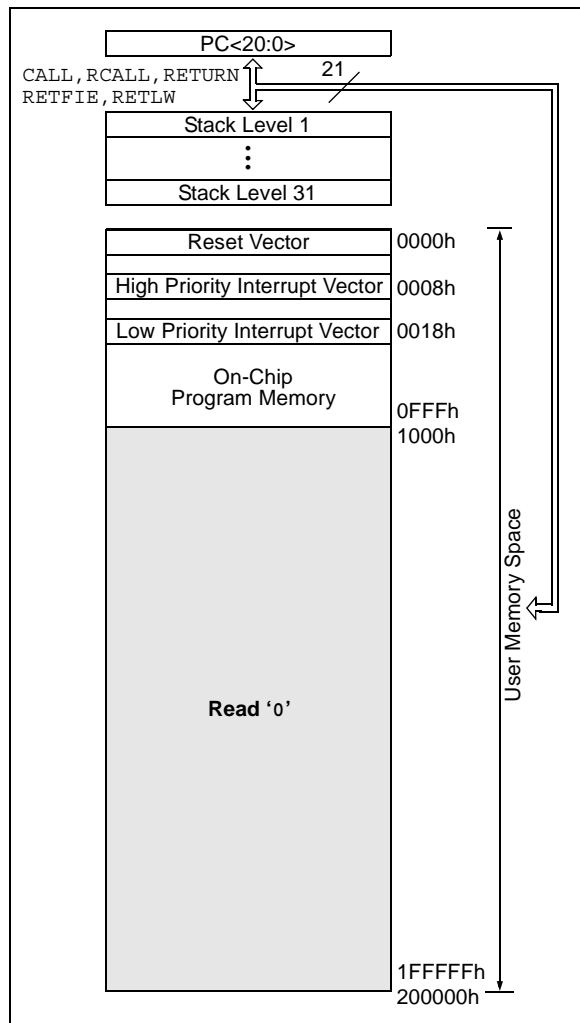 PC<20:0>
CALL,RCALL,RETURN
RETFIE,RETLW
21
Stack Level 1
Stack Level 31
Reset Vector
0000h
High Priority Interrupt Vector
0008h
Low Priority Interrupt Vector
0018h
On-Chip
Program Memory
0FFFh
1000h
User Memory Space
Read ‘0’
1FFFFFh
200000h